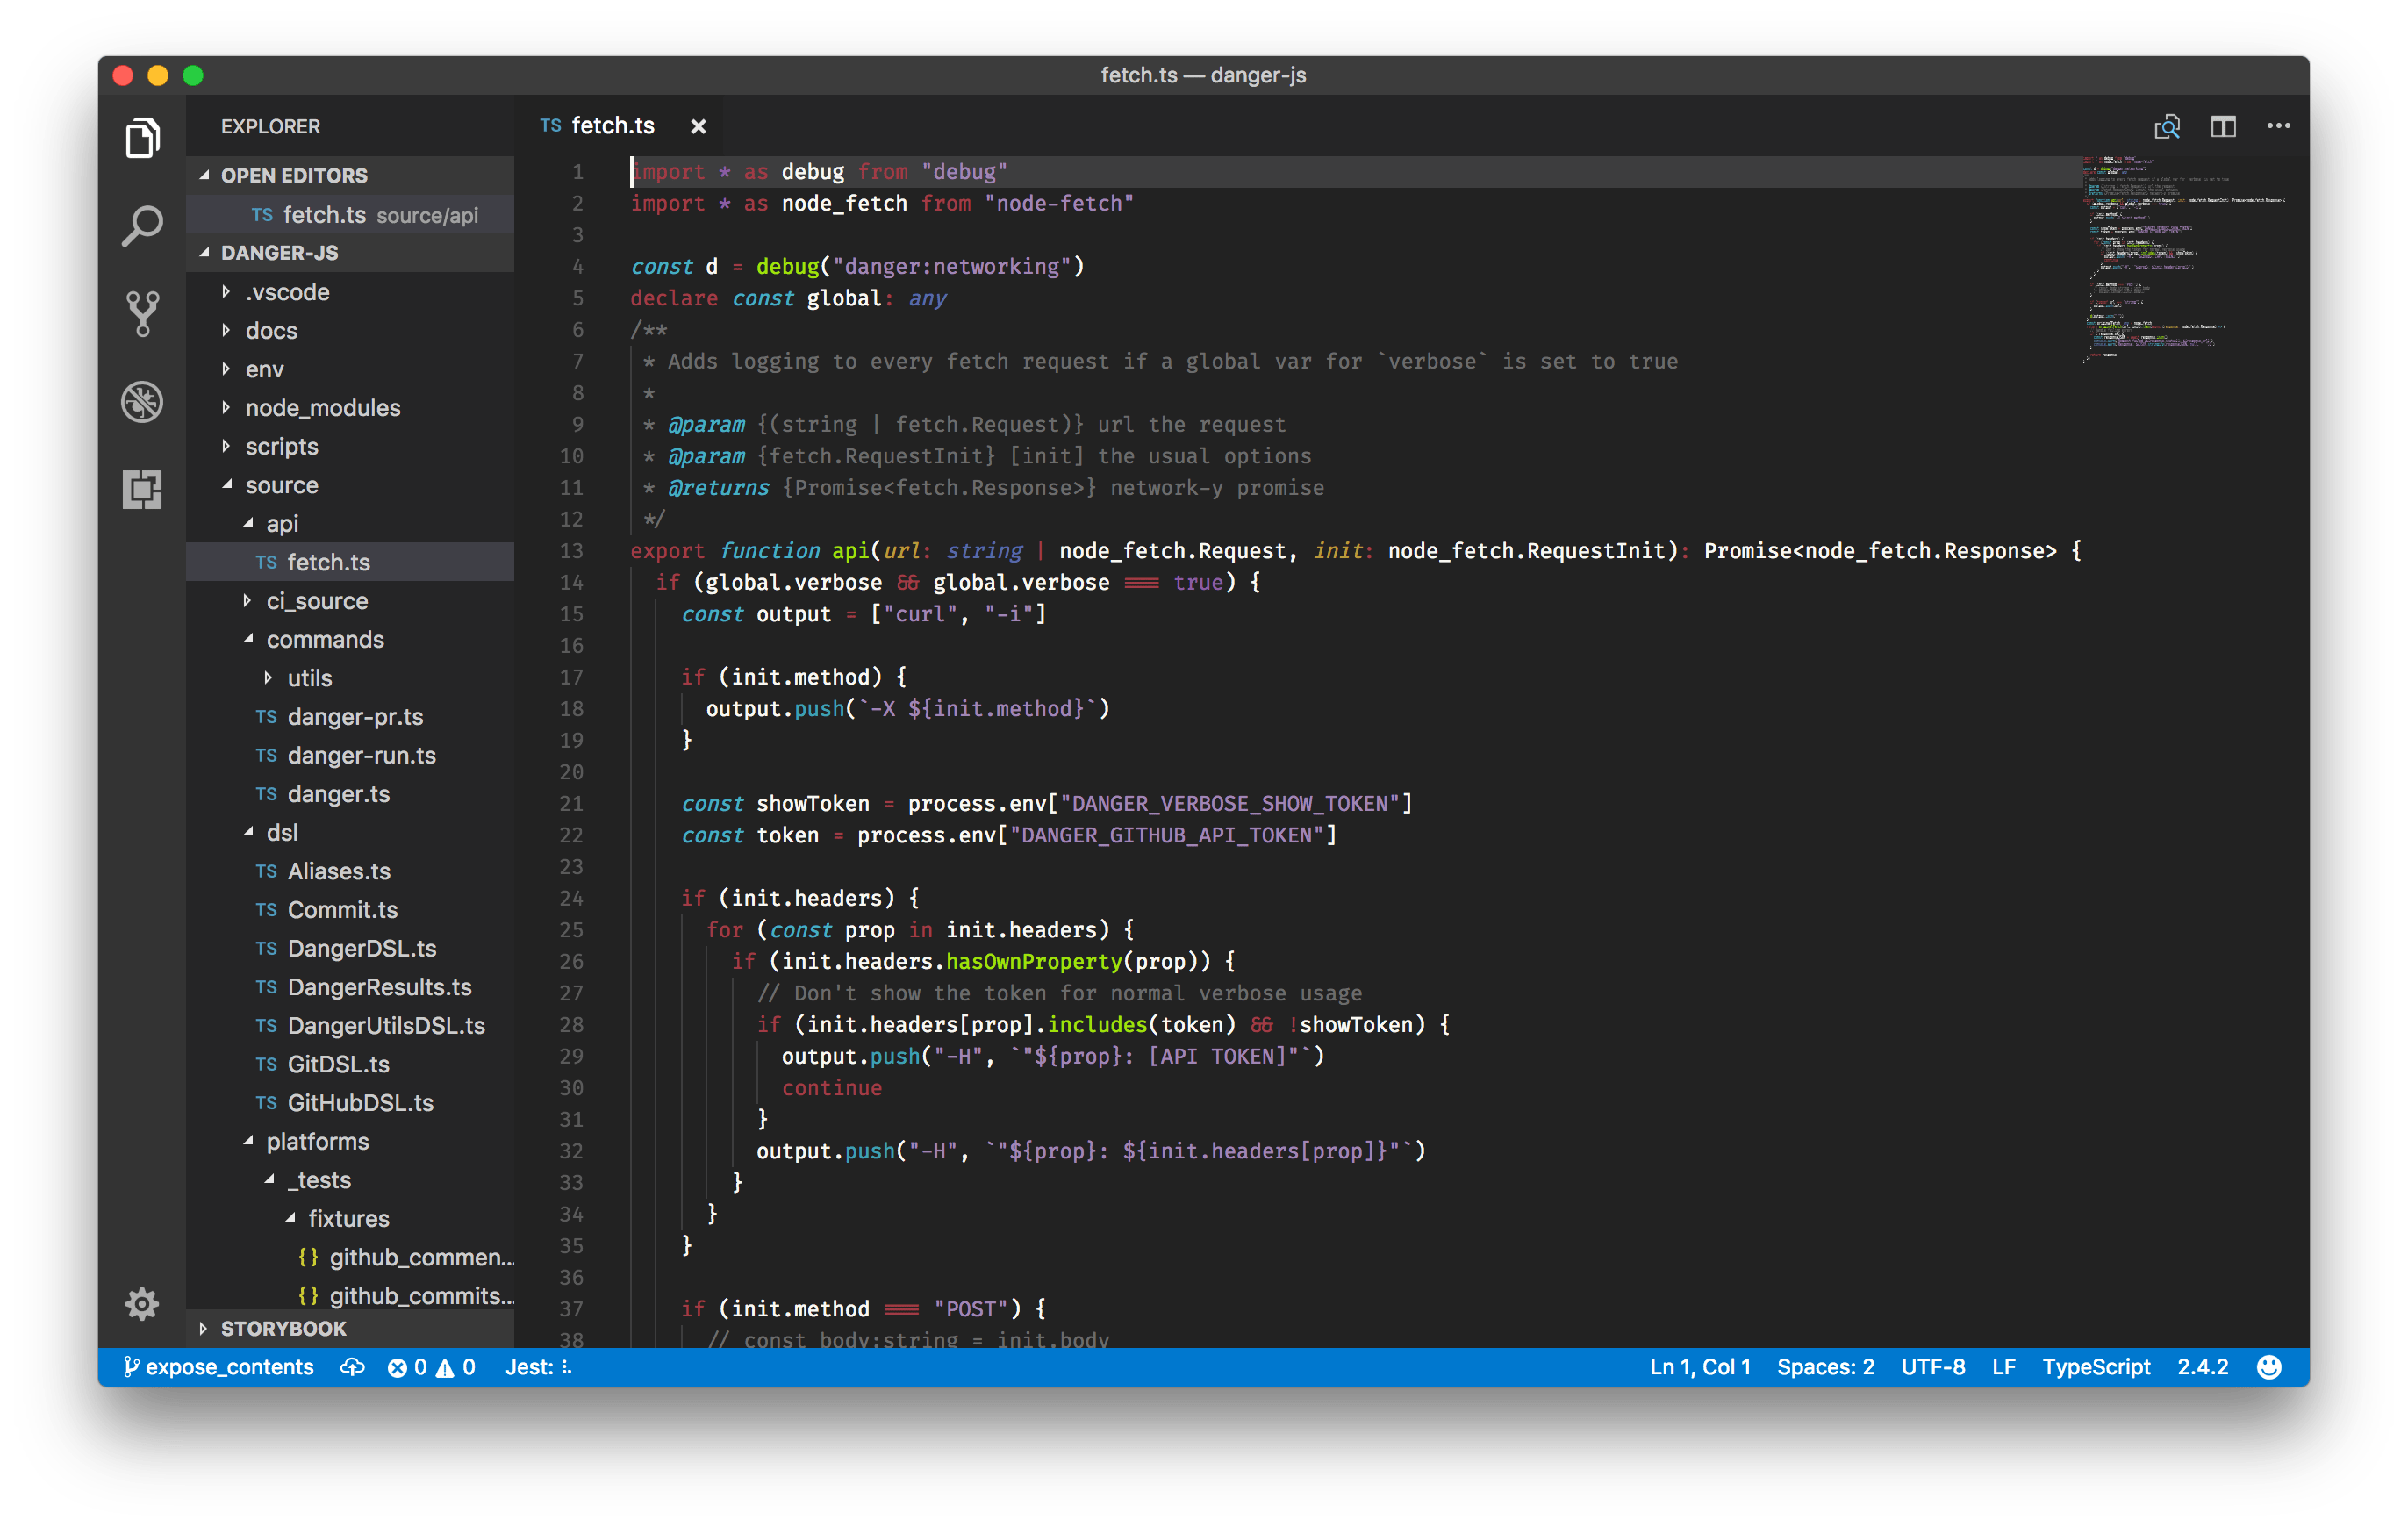 fetch.ts — danger-js
EXPLORER
OPEN EDITORS
TS fetch.ts source/api
DANGER-JS
.vscode
docs
env
node_modules
scripts
source
api
TS fetch.ts
ci_source
commands
utils
TS danger-pr.ts
TS danger-run.ts
TS danger.ts
dsl
TS Aliases.ts
TS Commit.ts
TS DangerDSL.ts
TS DangerResults.ts
TS DangerUtilsDSL.ts
TS GitDSL.ts
TS GitHubDSL.ts
platforms
_tests
fixtures
{} github_commen...
{} github_commits...
STORYBOOK
TS fetch.ts ×
1 import * as debug from "debug"
2 import * as node_fetch from "node-fetch"
3
4 const d = debug("danger:networking")
5 declare const global: any
6 /**
7 * Adds logging to every fetch request if a global var for `verbose` is set to true
8 *
9 * @param {(string | fetch.Request)} url the request
10 * @param {fetch.RequestInit} [init] the usual options
11 * @returns {Promise<fetch.Response>} network-y promise
12 */
13 export function api(url: string | node_fetch.Request, init: node_fetch.RequestInit): Promise<node_fetch.Response> {
14 if (global.verbose && global.verbose === true) {
15 const output = ["curl", "-i"]
16
17 if (init.method) {
18 output.push(`-X ${init.method}`)
19 }
20
21 const showToken = process.env["DANGER_VERBOSE_SHOW_TOKEN"]
22 const token = process.env["DANGER_GITHUB_API_TOKEN"]
23
24 if (init.headers) {
25 for (const prop in init.headers) {
26 if (init.headers.hasOwnProperty(prop)) {
27 // Don't show the token for normal verbose usage
28 if (init.headers[prop].includes(token) && !showToken) {
29 output.push("-H", `"${prop}: [API TOKEN]"`)
30 continue
31 }
32 output.push("-H", `"${prop}: ${init.headers[prop]}"`)
33 }
34 }
35 }
36
37 if (init.method === "POST") {
38 // const body:string = init.body
expose_contents 0 0 Jest:
Ln 1, Col 1 Spaces: 2 UTF-8 LF TypeScript 2.4.2